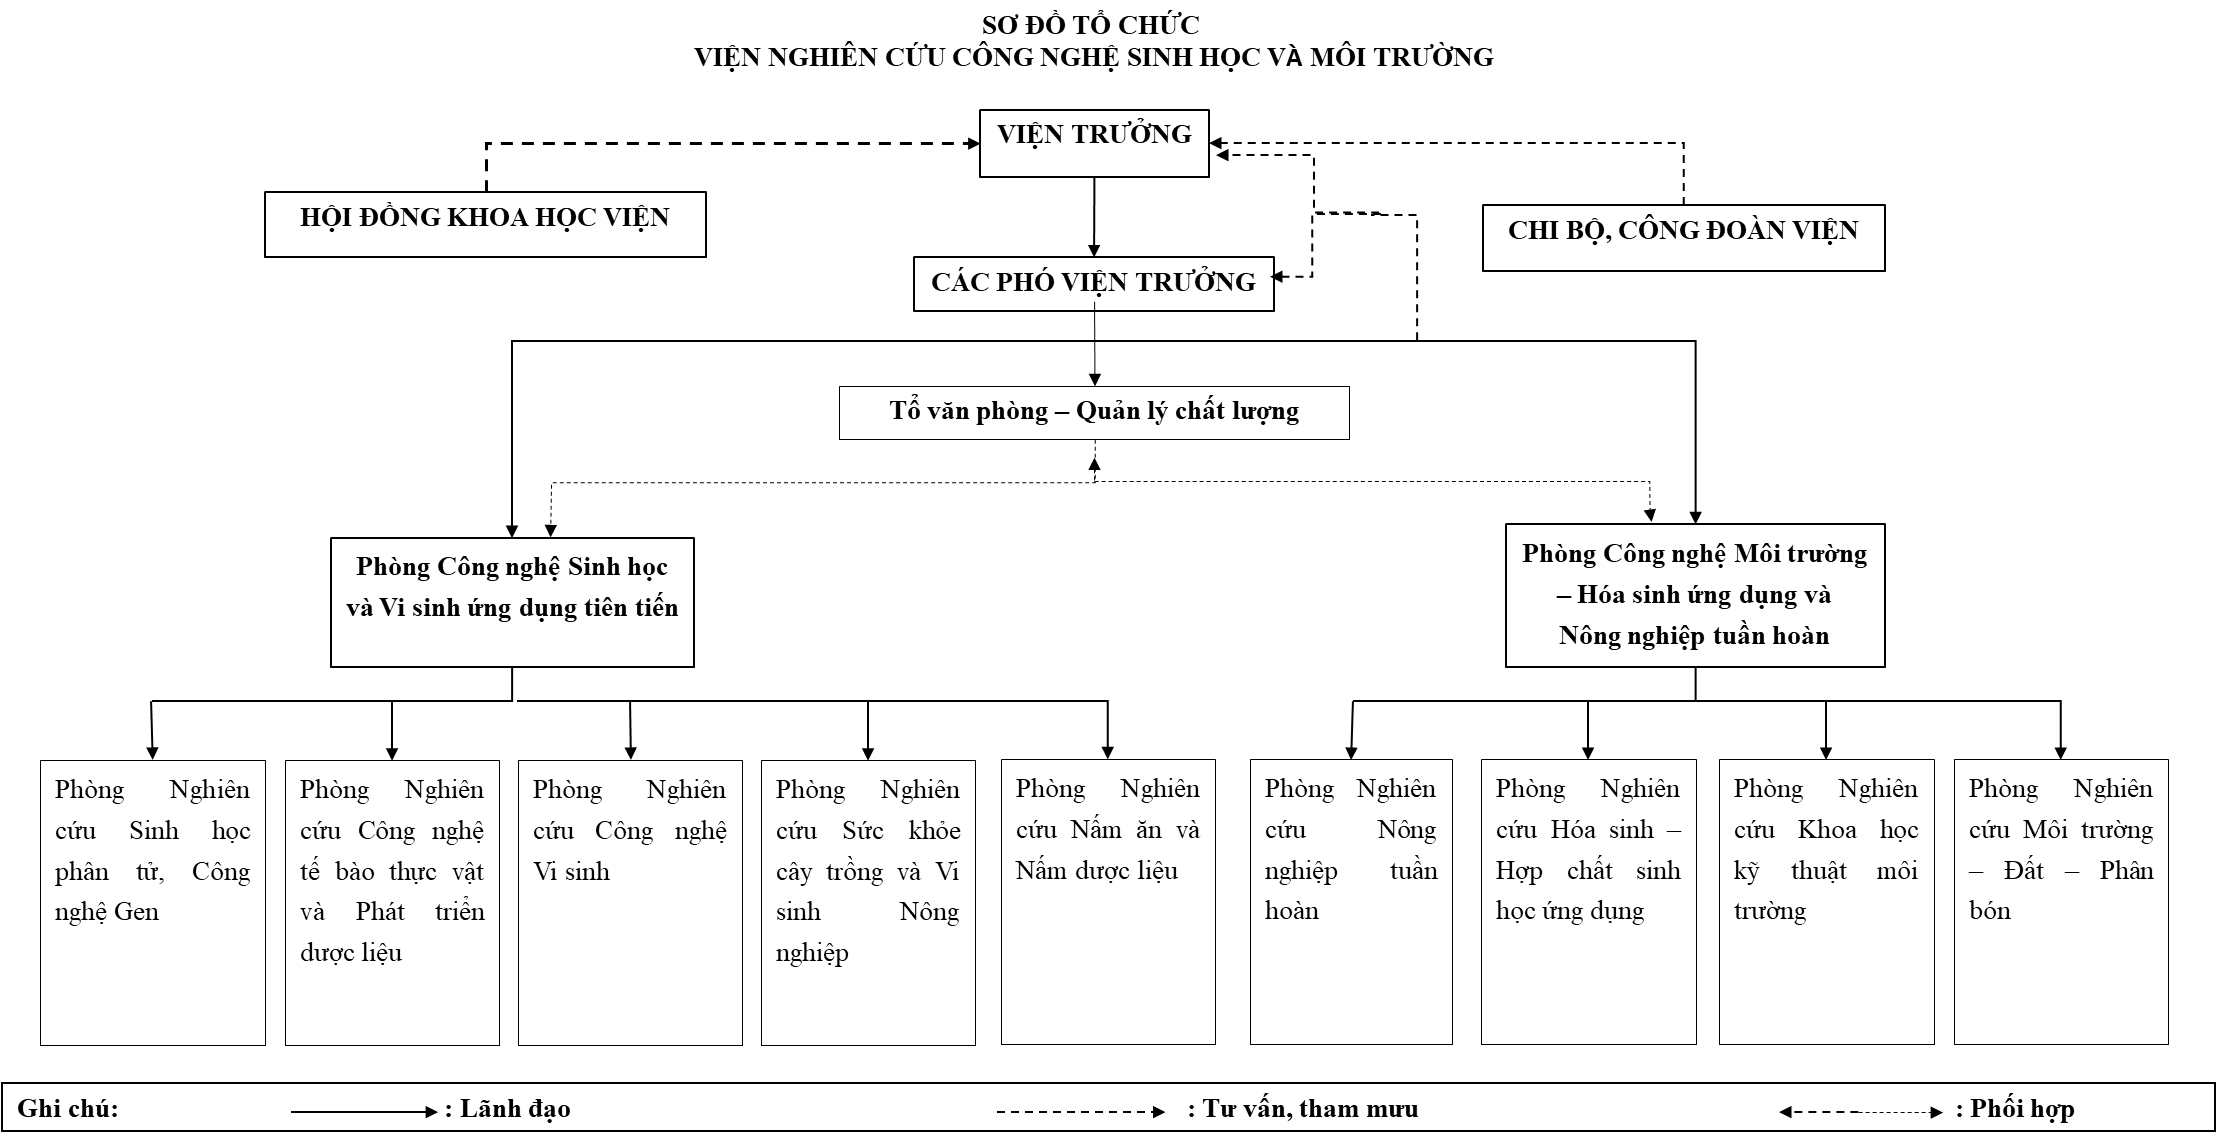 SƠ ĐỒ TỔ CHỨC
VIỆN NGHIÊN CỨU CÔNG NGHỆ SINH HỌC VÀ MÔI TRƯỜNG
VIỆN TRƯỞNG
HỘI ĐỒNG KHOA HỌC VIỆN
CHI BỘ, CÔNG ĐOÀN VIỆN
CÁC PHÓ VIỆN TRƯỞNG
Tổ văn phòng – Quản lý chất lượng
Phòng Công nghệ Sinh học
và Vi sinh ứng dụng tiên tiến
Phòng Công nghệ Môi trường
– Hóa sinh ứng dụng và
Nông nghiệp tuần hoàn
Phòng Nghiên
cứu Sinh học
phân tử, Công
nghệ Gen
Phòng Nghiên
cứu Công nghệ
tế bào thực vật
và Phát triển
dược liệu
Phòng Nghiên
cứu Công nghệ
Vi sinh
Phòng Nghiên
cứu Sức khỏe
cây trồng và Vi
sinh Nông
nghiệp
Phòng Nghiên
cứu Nấm ăn và
Nấm dược liệu
Phòng Nghiên
cứu Nông
nghiệp tuần
hoàn
Phòng Nghiên
cứu Hóa sinh –
Hợp chất sinh
học ứng dụng
Phòng Nghiên
cứu Khoa học
kỹ thuật môi
trường
Phòng Nghiên
cứu Môi trường
– Đất – Phân
bón
Ghi chú: : Lãnh đạo : Tư vấn, tham mưu : Phối hợp